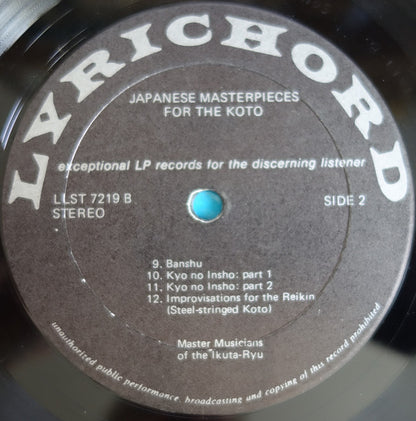 LYRICHORD
JAPANESE MASTERPIECES
FOR THE KOTO
exceptional LP records for the discerning listener
LLST 7219 B
STEREO
SIDE 2
9. Banshu
10. Kyo no Insho: part 1
11. Kyo no Insho: part 2
12. Improvisations for the Reikin
(Steel-stringed Koto)
Master Musicians
of the Ikuta-Ryu
unauthorized public performance, broadcasting and copying of this record prohibited